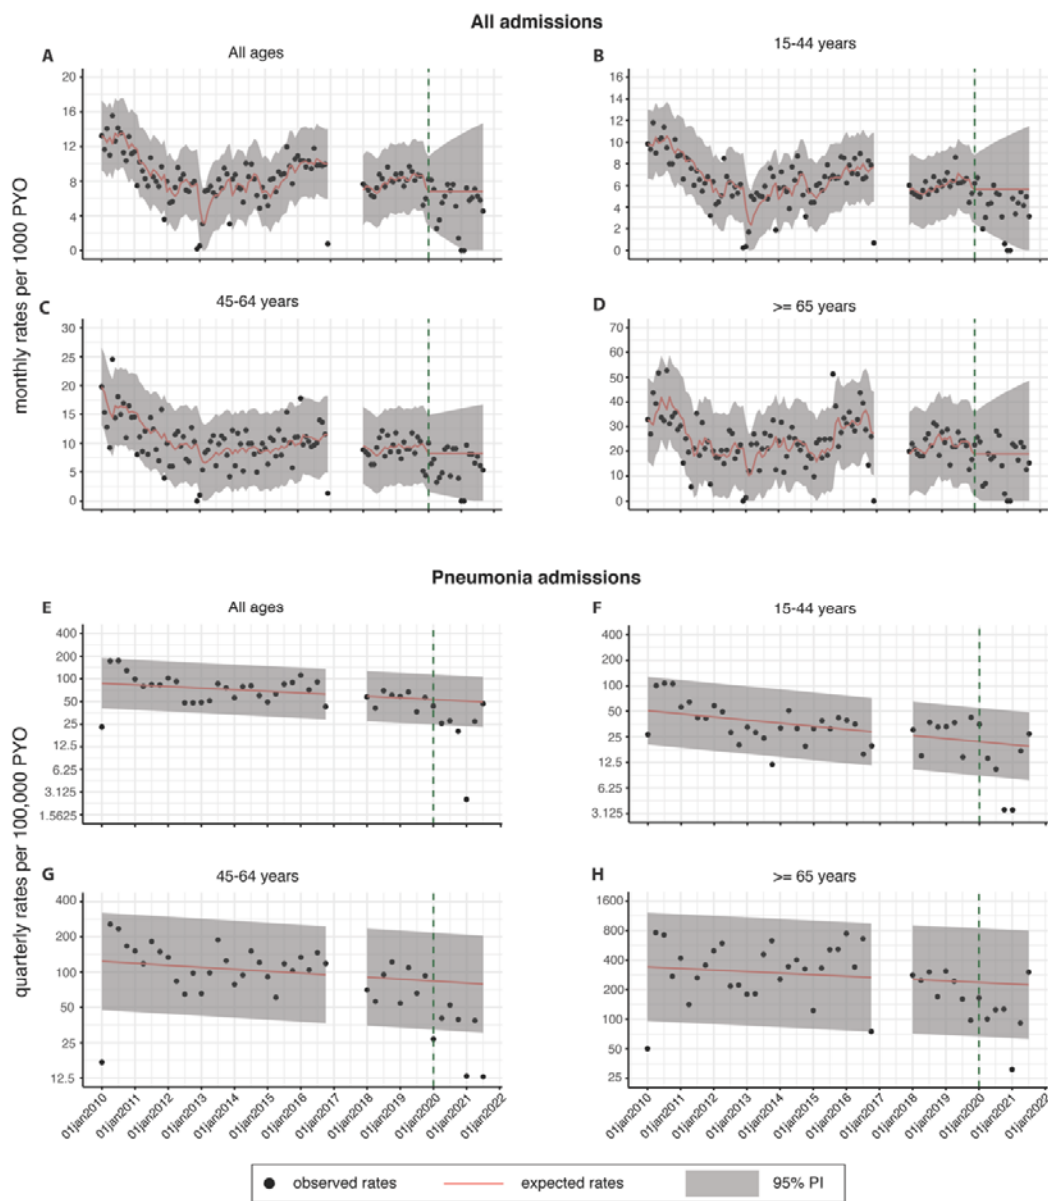 All admissions
A
All ages
20
16
12
8
4
0
B
15-44 years
16
14
12
10
8
6
4
2
0
monthly rates per 1000 PYO
C
45-64 years
30
25
20
15
10
5
0
D
>= 65 years
70
60
50
40
30
20
10
0
Pneumonia admissions
E
All ages
400
200
100
50
25
12.5
6.25
3.125
1.5625
F
15-44 years
400
200
100
50
25
12.5
6.25
3.125
quarterly rates per 100,000 PYO
G
45-64 years
400
200
100
50
25
12.5
H
>= 65 years
1600
800
400
200
100
50
25
01jan2010
01jan2011
01jan2012
01jan2013
01jan2014
01jan2015
01jan2016
01jan2017
01jan2018
01jan2019
01jan2020
01jan2021
01jan2022
01jan2010
01jan2011
01jan2012
01jan2013
01jan2014
01jan2015
01jan2016
01jan2017
01jan2018
01jan2019
01jan2020
01jan2021
01jan2022
observed rates expected rates 95% PI